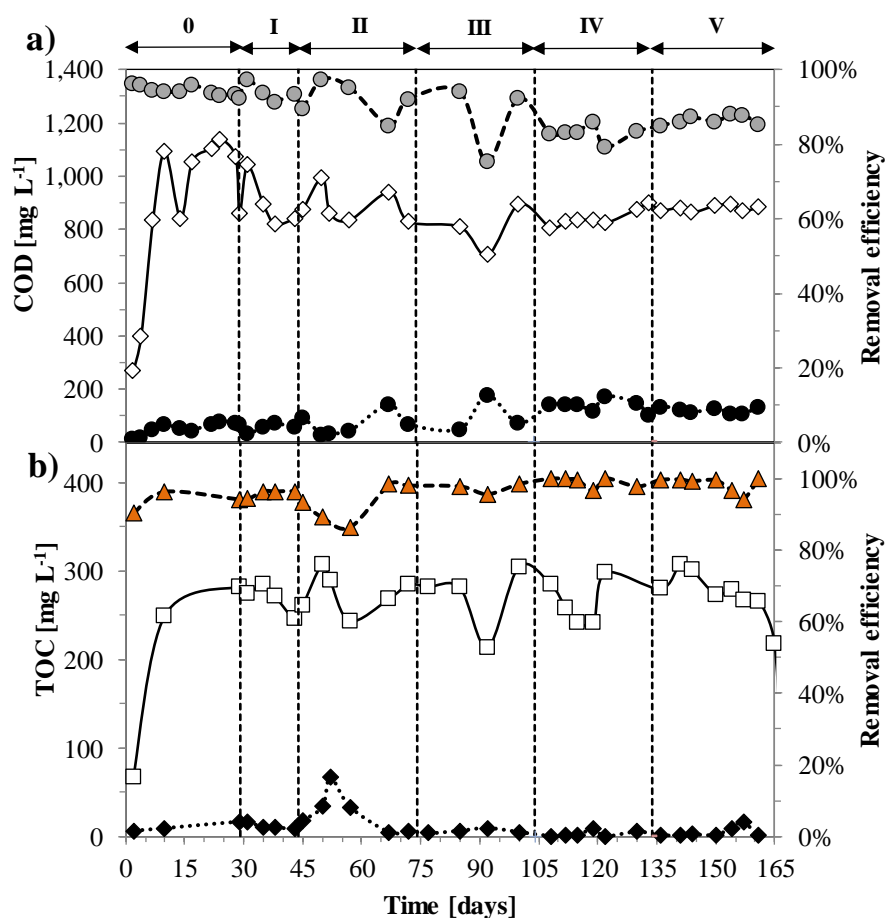 0 I II III IV V
a)
1,400
1,200
1,000
800
600
400
200
0
COD [mg L-1]
100%
80%
60%
40%
20%
0%
Removal efficiency
b)
400
300
200
100
0
TOC [mg L-1]
100%
80%
60%
40%
20%
0%
Removal efficiency
0 15 30 45 60 75 90 105 120 135 150 165
Time [days]